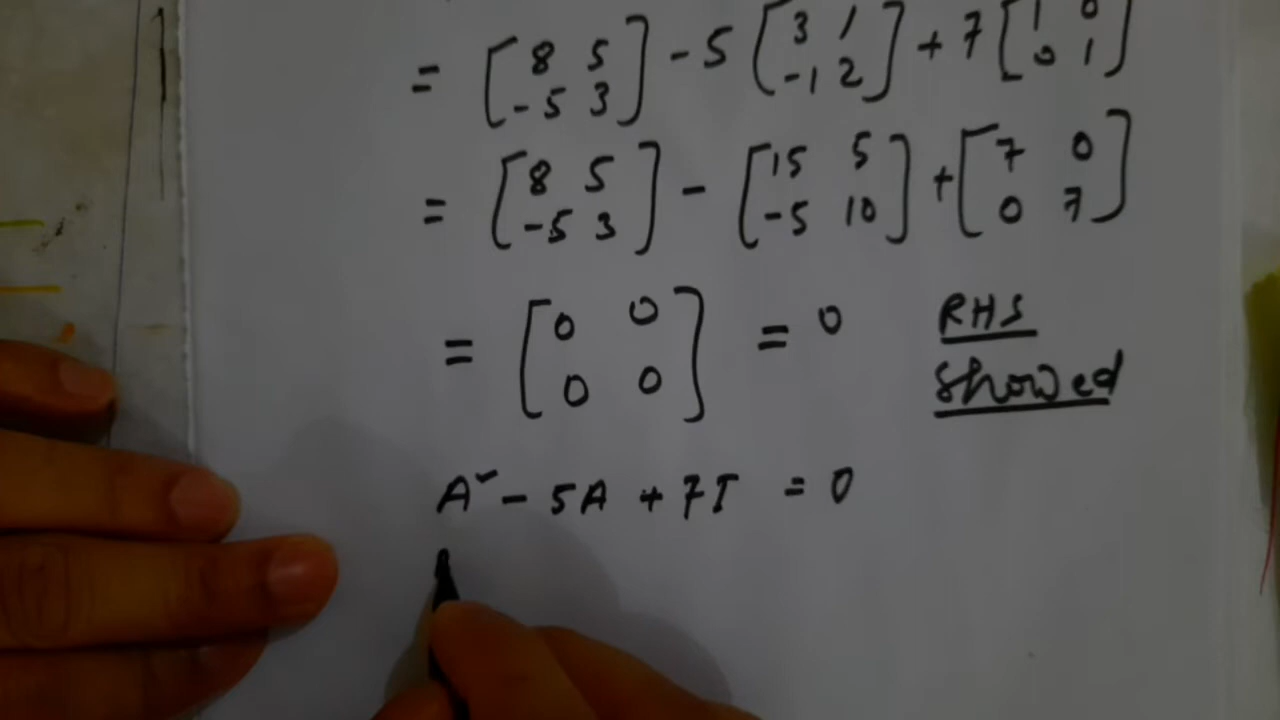 = [8 5 -5 3] - 5 [3 1 -1 2] + 7 [1 0 0 1]
= [8 5 -5 3] - [15 5 -5 10] + [7 0 0 7]
= [0 0 0 0] = 0 RHS
Showed
A² - 5A + 7I = 0